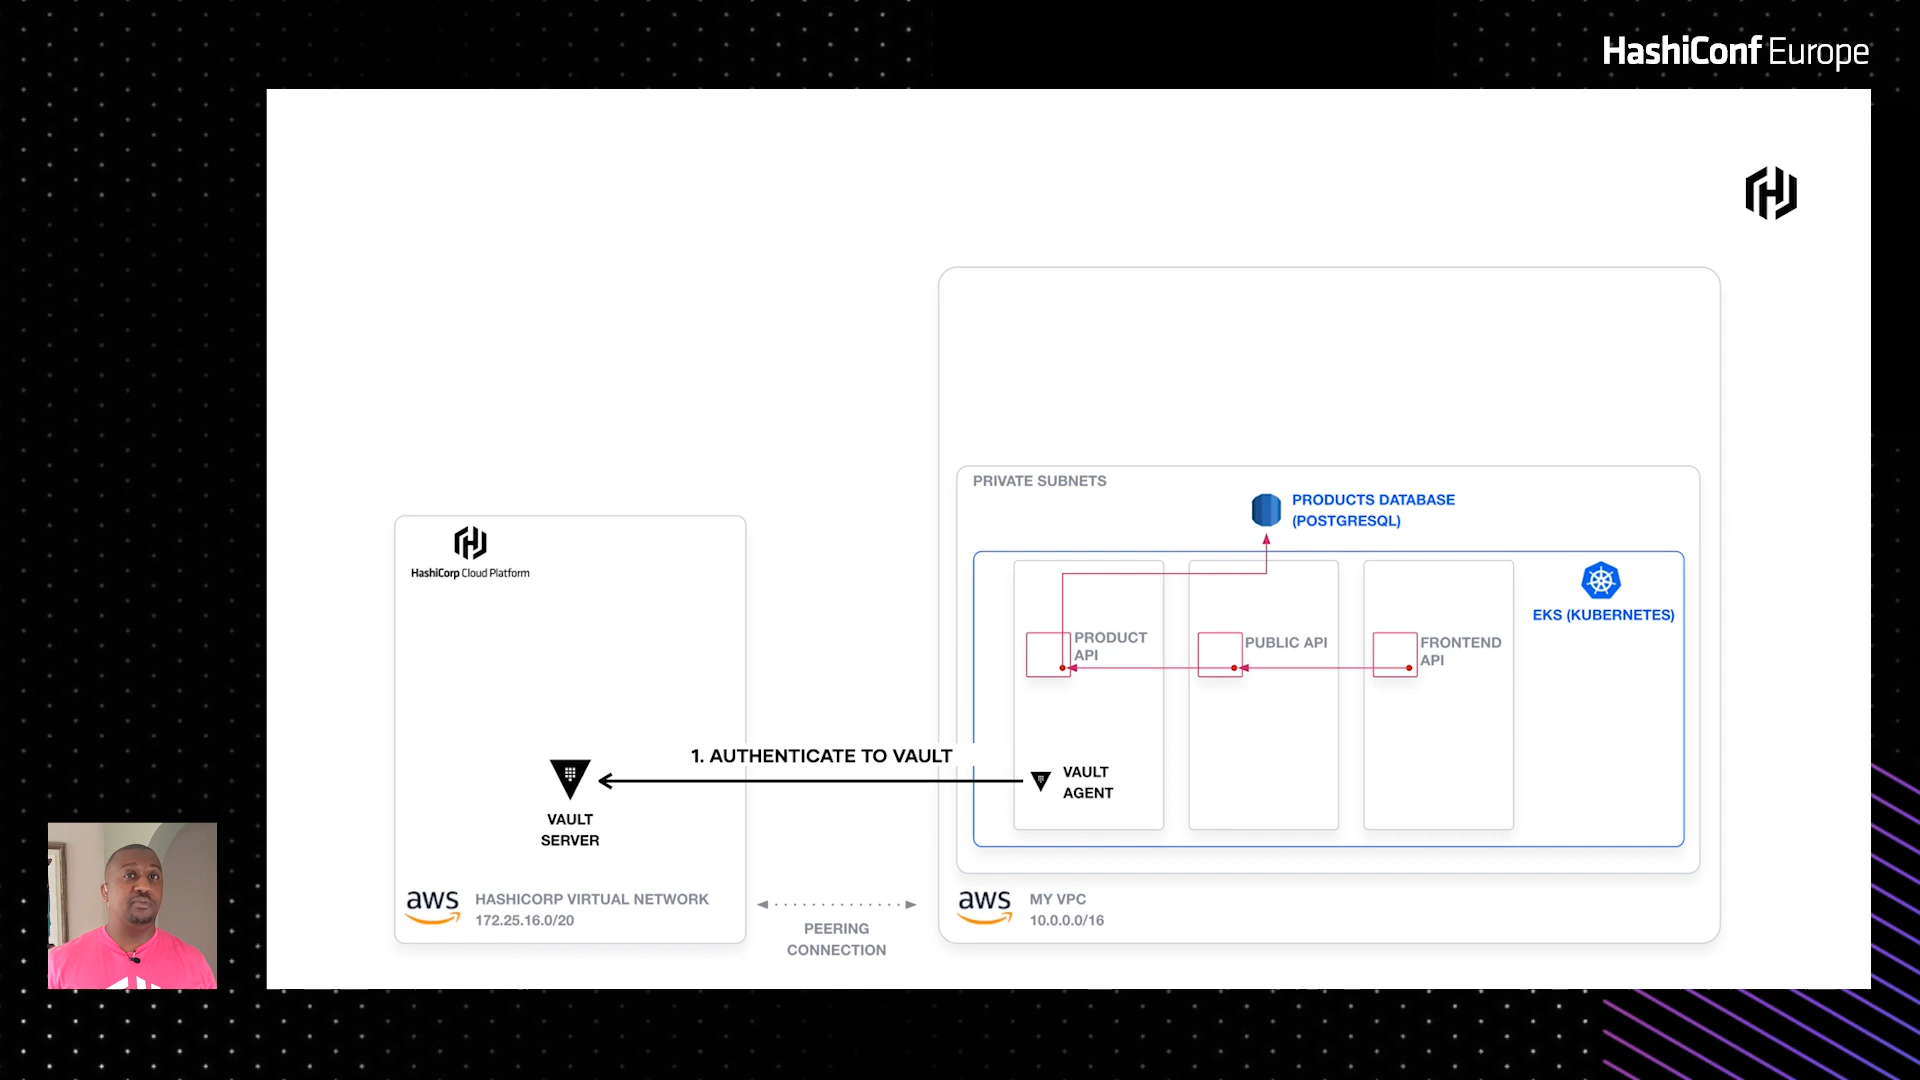 HashiConf Europe
PRIVATE SUBNETS
PRODUCTS DATABASE
(POSTGRESQL)
HashiCorp Cloud Platform
EKS (KUBERNETES)
PRODUCT
API
PUBLIC API
FRONTEND
API
1. AUTHENTICATE TO VAULT
VAULT
AGENT
VAULT
SERVER
aws
HASHICORP VIRTUAL NETWORK
172.25.16.0/20
PEERING
CONNECTION
aws
MY VPC
10.0.0.0/16